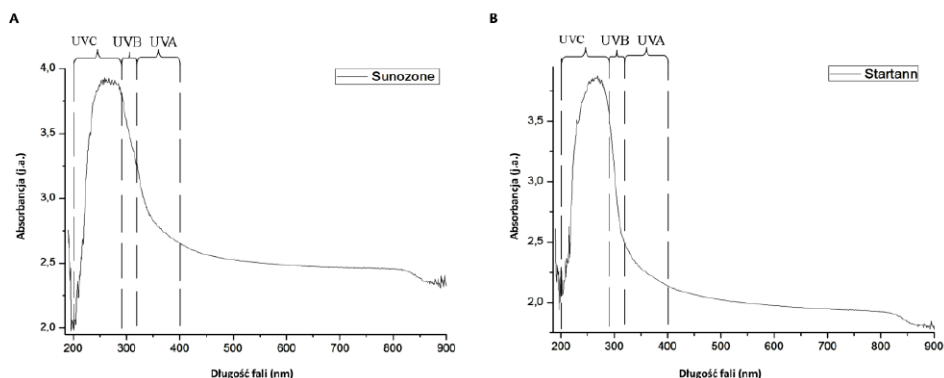 A
UVC UVB UVA
Sunozone
4,0
3,5
3,0
2,5
2,0
Absorbancja (j.a.)
200 300 400 500 600 700 800 900
Długość fali (nm)
B
UVC UVB UVA
Startann
3,5
3,0
2,5
2,0
Absorbancja (j.a.)
200 300 400 500 600 700 800 900
Długość fali (nm)